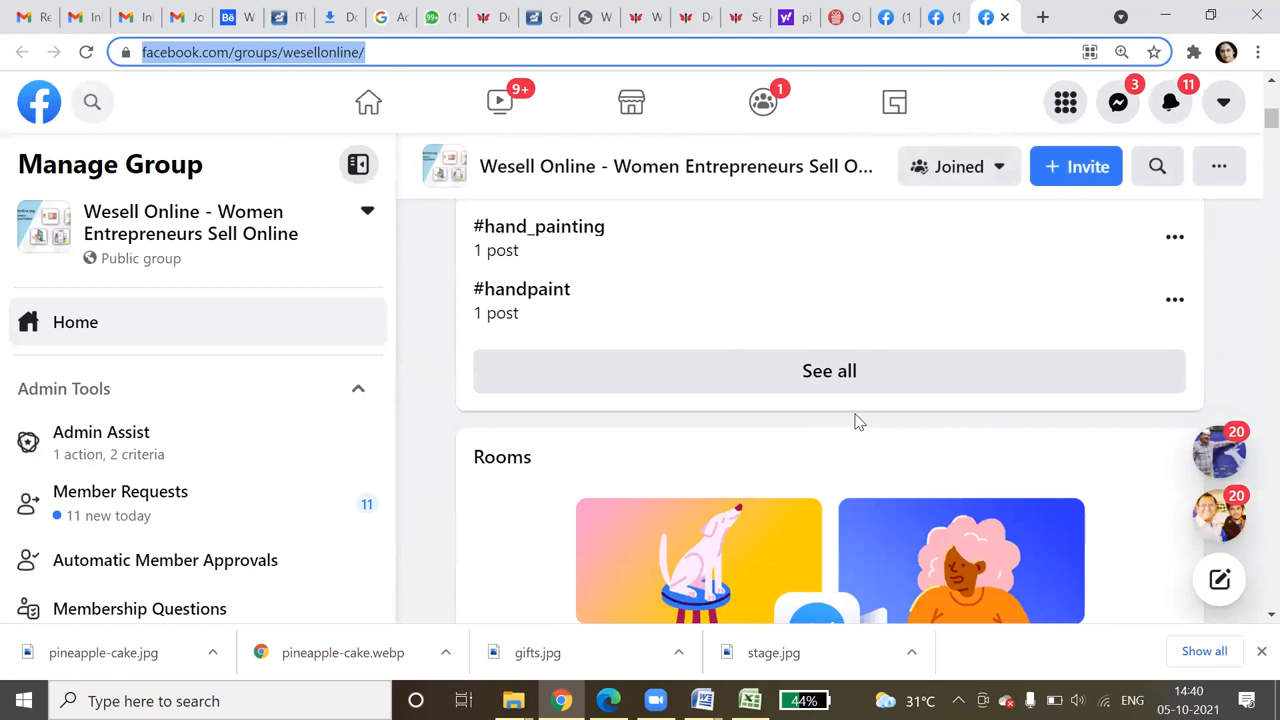 facebook.com/groups/wesellonline/
9+
1
3
11
Manage Group
Wesell Online - Women Entrepreneurs Sell O...
Joined
Invite
Wesell Online - Women
Entrepreneurs Sell Online
Public group
Home
Admin Tools
Admin Assist
1 action, 2 criteria
Member Requests
11 new today
11
Automatic Member Approvals
Membership Questions
#hand_painting
1 post
#handpaint
1 post
See all
Rooms
20
20
pineapple-cake.jpg
pineapple-cake.webp
gifts.jpg
stage.jpg
Show all
Type here to search
44%
31°C
ENG
14:40
05-10-2021